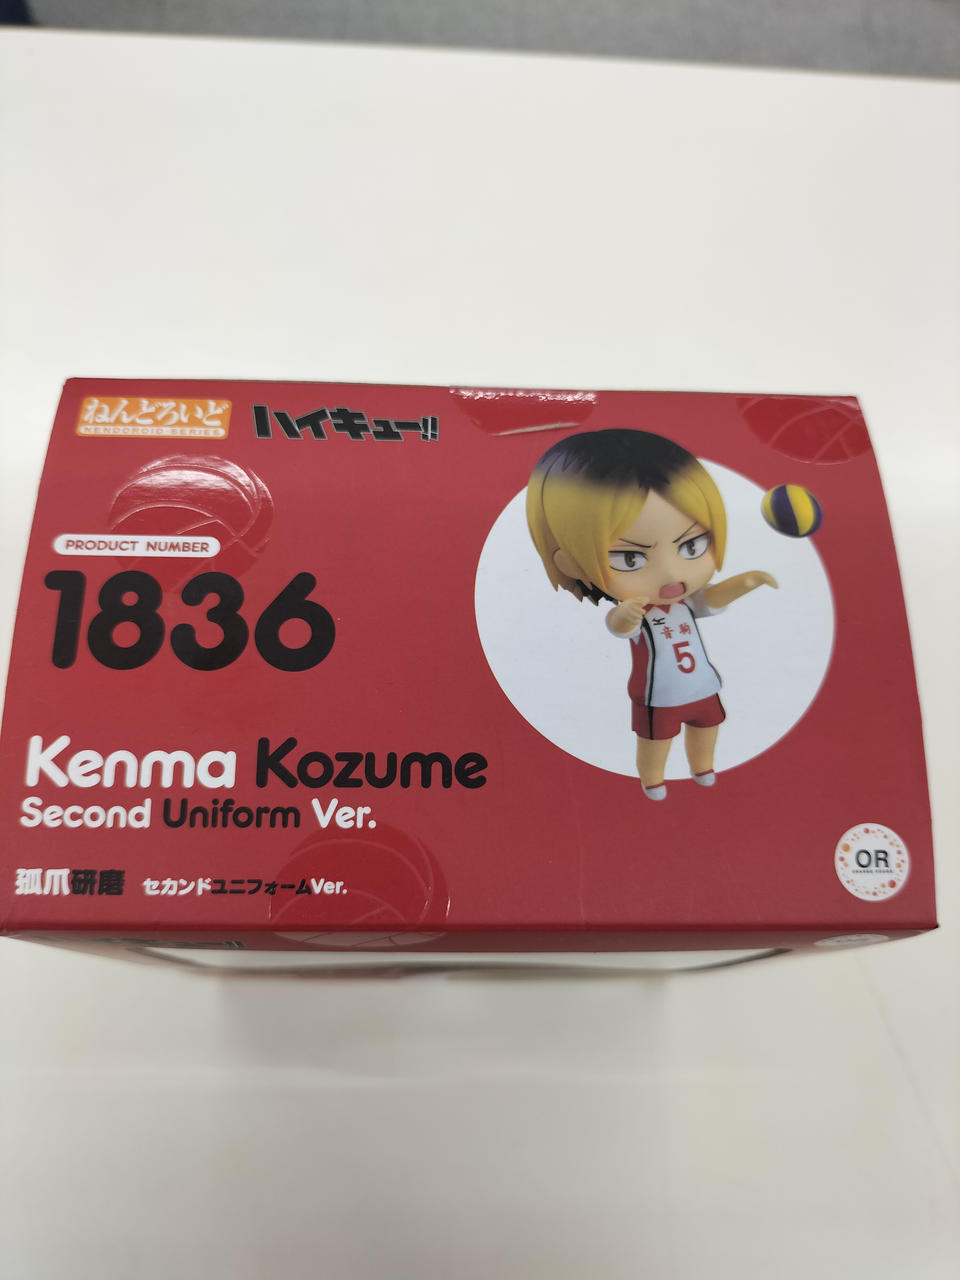 ねんどろいど
NENDOROID SERIES
ハイキュー!!
PRODUCT NUMBER
1836
音駒
5
Kenma Kozume
Second Uniform Ver.
孤爪研磨 セカンドユニフォームVer.
OR
ORANGE ROUGE